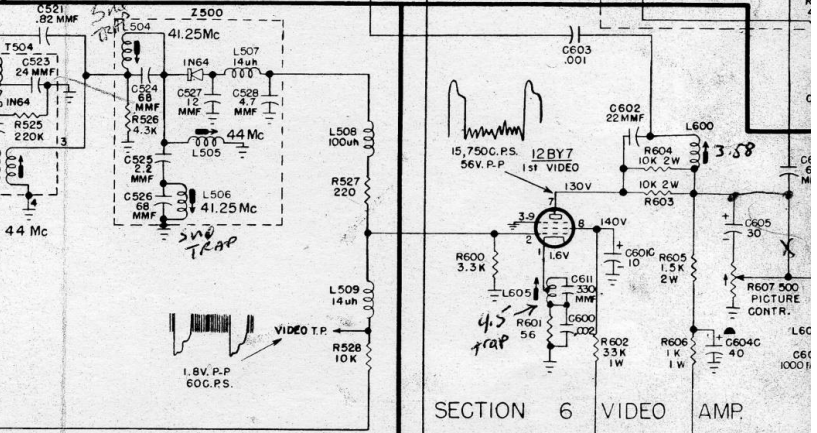 C521
.82 MMF
T504
C523
24 MMF
IN64
R525
220K
3
4
44 Mc
SND
TRAP
L504
41.25Mc
Z500
C524
68
MMF
R526
4.3K
IN64
L507
14uh
C527
12
MMF
C528
4.7
MMF
44 Mc
L505
C525
2.2
MMF
C526
68
MMF
L506
41.25 Mc
SND
TRAP
L508
100uh
R527
220
L509
14uh
VIDEO T.P.
R528
10K
1.8V. P-P
60C.P.S.
C603
.001
15,750C.P.S.
56V. P-P
12BY7
1st VIDEO
C602
22MMF
L600
3.58
R604
10K 2W
10K 2W
R603
130V
7
3-9
2
8
140V
1
1.6V
R600
3.3K
C601C
10
L605
C611
330
MMF
4.5
trap
R601
56
C600
.002
R602
33K
1W
R605
1.5K
2W
C605
30
X
R607 500
PICTURE
CONTR.
R606
1K
1W
C604C
40
1000
SECTION 6 VIDEO AMP.